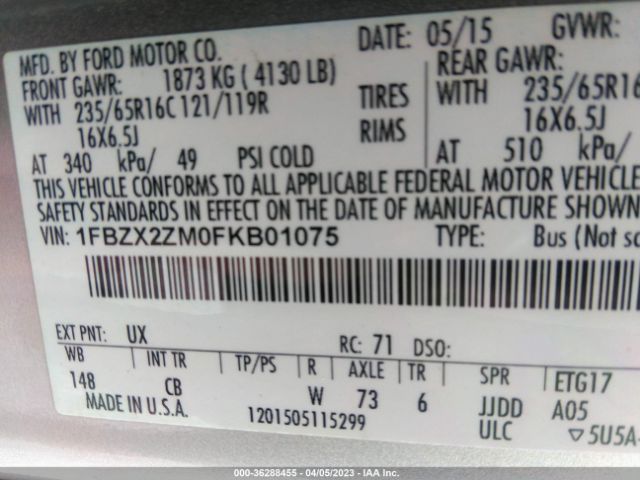 MFD. BY FORD MOTOR CO. DATE: 05/15 GVWR:
FRONT GAWR: 1873 KG ( 4130 LB) REAR GAWR:
WITH 235/65R16C 121/119R TIRES WITH 235/65R16
16X6.5J RIMS 16X6.5J
AT 340 kPa/ 49 PSI COLD AT 510 kPa/
THIS VEHICLE CONFORMS TO ALL APPLICABLE FEDERAL MOTOR VEHICLE
SAFETY STANDARDS IN EFFECT ON THE DATE OF MANUFACTURE SHOWN
VIN: 1FBZX2ZM0FKB01075 TYPE: Bus (Not sc
EXT PNT: UX RC: 71 DSO:
WB INT TR TP/PS R AXLE TR SPR ETG17
148 CB W 73 6 JJDD A05
MADE IN U.S.A. 1201505115299 ULC ▽5U5A-
000-36288455 - 04/05/2023 - IAA Inc.